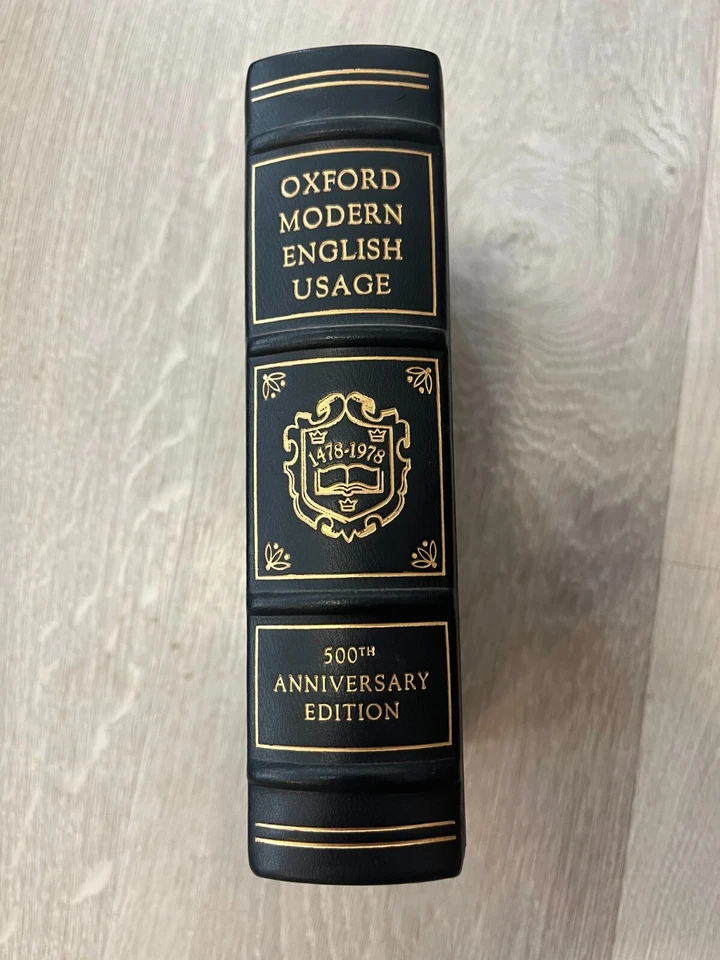 OXFORD
MODERN
ENGLISH
USAGE
1478-1978
500TH
ANNIVERSARY
EDITION